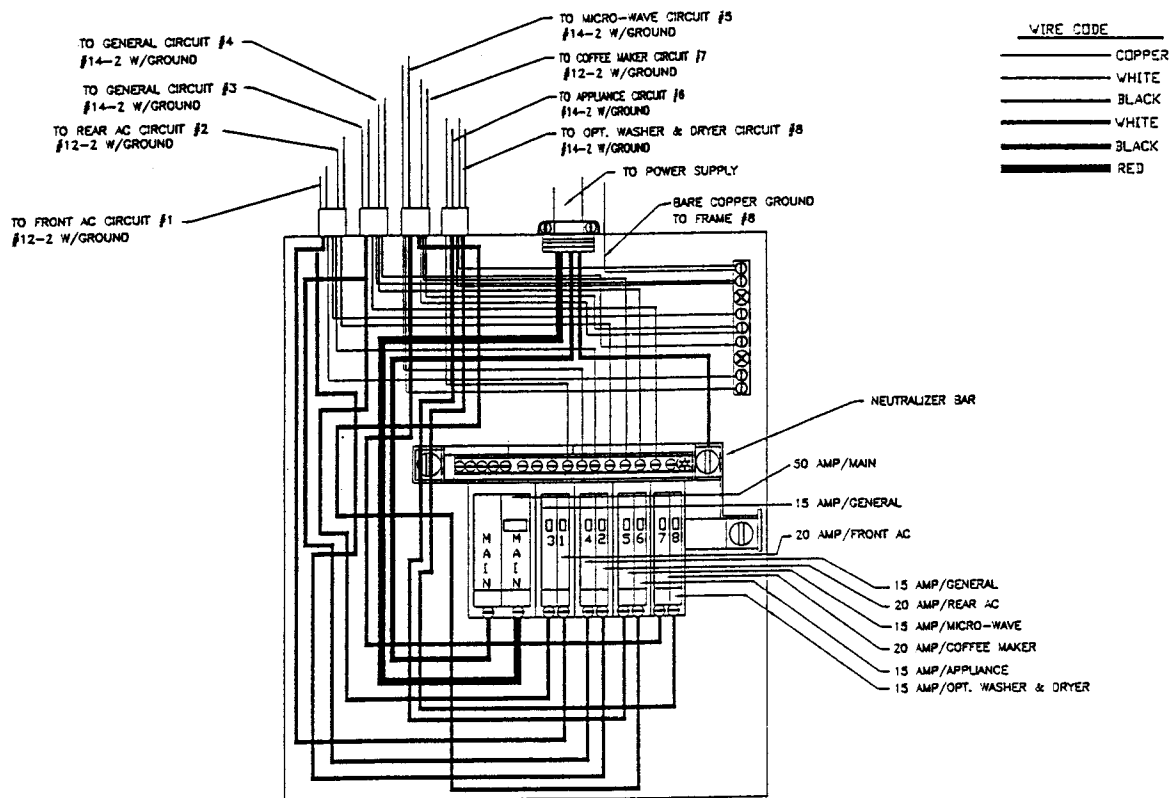 TO MICRO-WAVE CIRCUIT #5
#14-2 W/GROUND
TO GENERAL CIRCUIT #4
#14-2 W/GROUND
TO COFFEE MAKER CIRCUIT #7
#12-2 W/GROUND
TO GENERAL CIRCUIT #3
#14-2 W/GROUND
TO APPLIANCE CIRCUIT #6
#14-2 W/GROUND
TO REAR AC CIRCUIT #2
#12-2 W/GROUND
TO OPT. WASHER & DRYER CIRCUIT #8
#14-2 W/GROUND
TO POWER SUPPLY
BARE COPPER GROUND
TO FRAME #8
TO FRONT AC CIRCUIT #1
#12-2 W/GROUND
WIRE CODE
COPPER
WHITE
BLACK
WHITE
BLACK
RED
NEUTRALIZER BAR
50 AMP/MAIN
15 AMP/GENERAL
20 AMP/FRONT AC
15 AMP/GENERAL
20 AMP/REAR AC
15 AMP/MICRO-WAVE
20 AMP/COFFEE MAKER
15 AMP/APPLIANCE
15 AMP/OPT. WASHER & DRYER
MAIN
MAIN
3 1
4 2
5 6
7 8